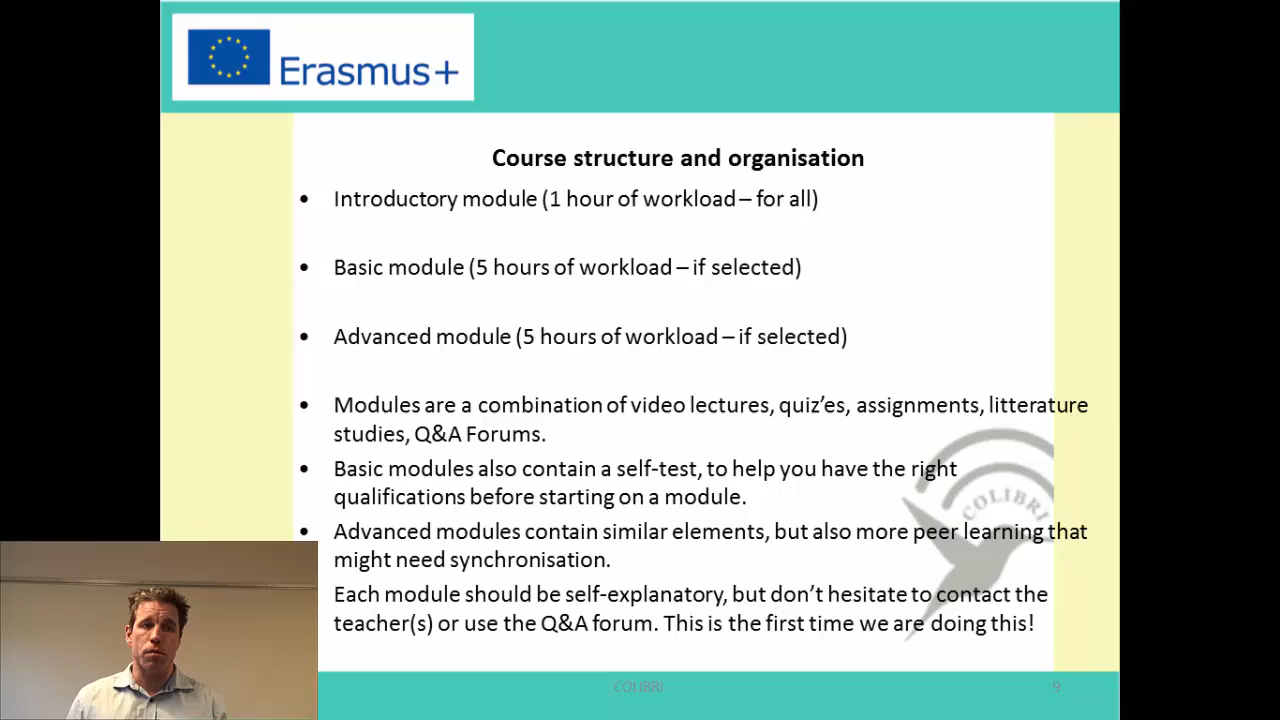 Erasmus+
Course structure and organisation
• Introductory module (1 hour of workload – for all)
• Basic module (5 hours of workload – if selected)
• Advanced module (5 hours of workload – if selected)
• Modules are a combination of video lectures, quiz’es, assignments, litterature
studies, Q&A Forums.
• Basic modules also contain a self-test, to help you have the right
qualifications before starting on a module.
COLIBRI
• Advanced modules contain similar elements, but also more peer learning that
might need synchronisation.
Each module should be self-explanatory, but don’t hesitate to contact the
teacher(s) or use the Q&A forum. This is the first time we are doing this!
COLIBRI
9